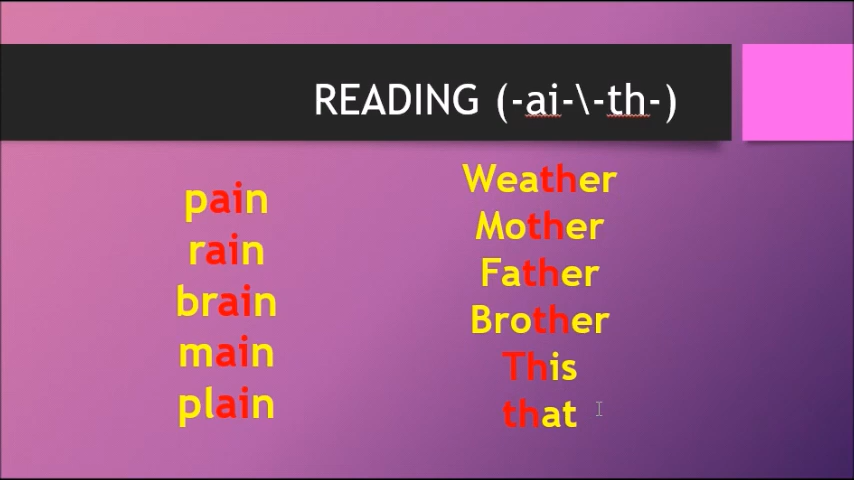 READING (-ai-\-th-)
pain
rain
brain
main
plain
Weather
Mother
Father
Brother
This
that